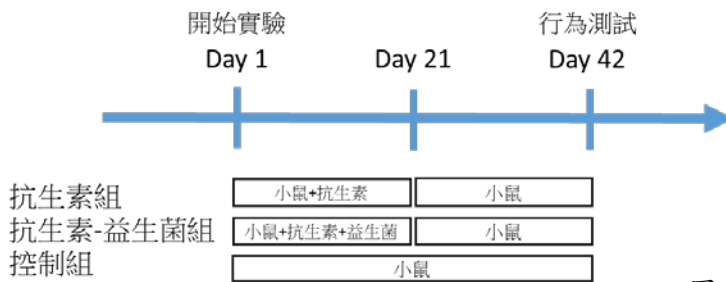 開始實驗 行為測試
Day 1 Day 21 Day 42
抗生素組 小鼠+抗生素 小鼠
抗生素-益生菌組 小鼠+抗生素+益生菌 小鼠
控制組 小鼠